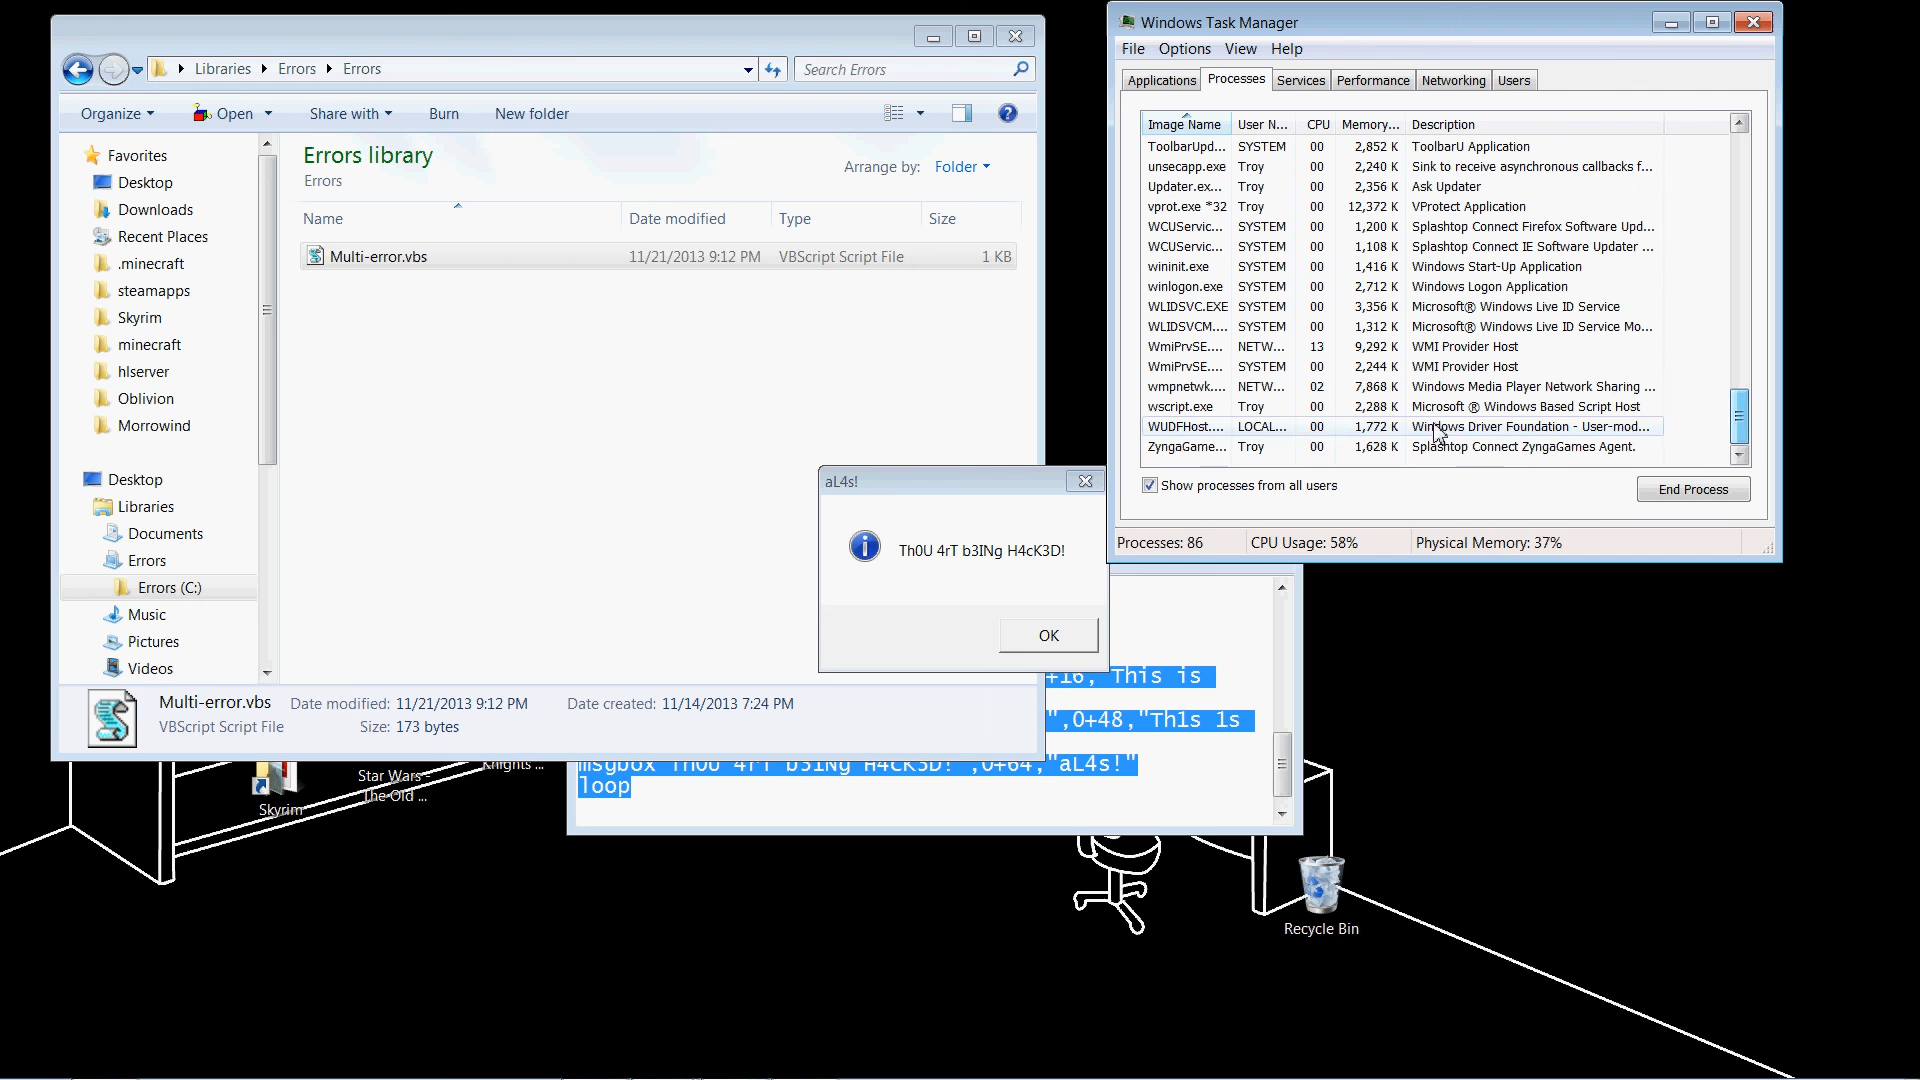 Libraries
Errors
Errors
Search Errors
Organize
Open
Share with
Burn
New folder
Favorites
Desktop
Downloads
Recent Places
.minecraft
steamapps
Skyrim
minecraft
hlserver
Oblivion
Morrowind
Desktop
Libraries
Documents
Errors
Errors (C:)
Music
Pictures
Videos
Errors library
Errors
Arrange by: Folder
Name Date modified Type Size
Multi-error.vbs 11/21/2013 9:12 PM VBScript Script File 1 KB
Multi-error.vbs Date modified: 11/21/2013 9:12 PM Date created: 11/14/2013 7:24 PM
VBScript Script File Size: 173 bytes
Windows Task Manager
File Options View Help
Applications Processes Services Performance Networking Users
Image Name User N... CPU Memory... Description
ToolbarUpd... SYSTEM 00 2,852 K ToolbarU Application
unsecapp.exe Troy 00 2,240 K Sink to receive asynchronous callbacks f...
Updater.ex... Troy 00 2,356 K Ask Updater
vprot.exe *32 Troy 00 12,372 K VProtect Application
WCUServic... SYSTEM 00 1,200 K Splashtop Connect Firefox Software Upd...
WCUServic... SYSTEM 00 1,108 K Splashtop Connect IE Software Updater ...
wininit.exe SYSTEM 00 1,416 K Windows Start-Up Application
winlogon.exe SYSTEM 00 2,712 K Windows Logon Application
WLIDSVC.EXE SYSTEM 00 3,356 K Microsoft® Windows Live ID Service
WLIDSVCM.... SYSTEM 00 1,312 K Microsoft® Windows Live ID Service Mo...
WmiPrvSE.... NETW... 13 9,292 K WMI Provider Host
WmiPrvSE.... SYSTEM 00 2,244 K WMI Provider Host
wmpnetwk.... NETW... 02 7,868 K Windows Media Player Network Sharing ...
wscript.exe Troy 00 2,288 K Microsoft ® Windows Based Script Host
WUDFHost.... LOCAL... 00 1,772 K Windows Driver Foundation - User-mod...
ZyngaGame... Troy 00 1,628 K Splashtop Connect ZyngaGames Agent.
Show processes from all users
End Process
Processes: 86 CPU Usage: 58% Physical Memory: 37%
aL4s!
Th0U 4rT b3INg H4cK3D!
OK
+16, This is
",0+48,"Th1s 1s
msgbox Th0U 4rT b3INg H4cK3D! ,0+64,"aL4s!"
loop
Skyrim
Star Wars -
The Old ...
Knights ...
Recycle Bin